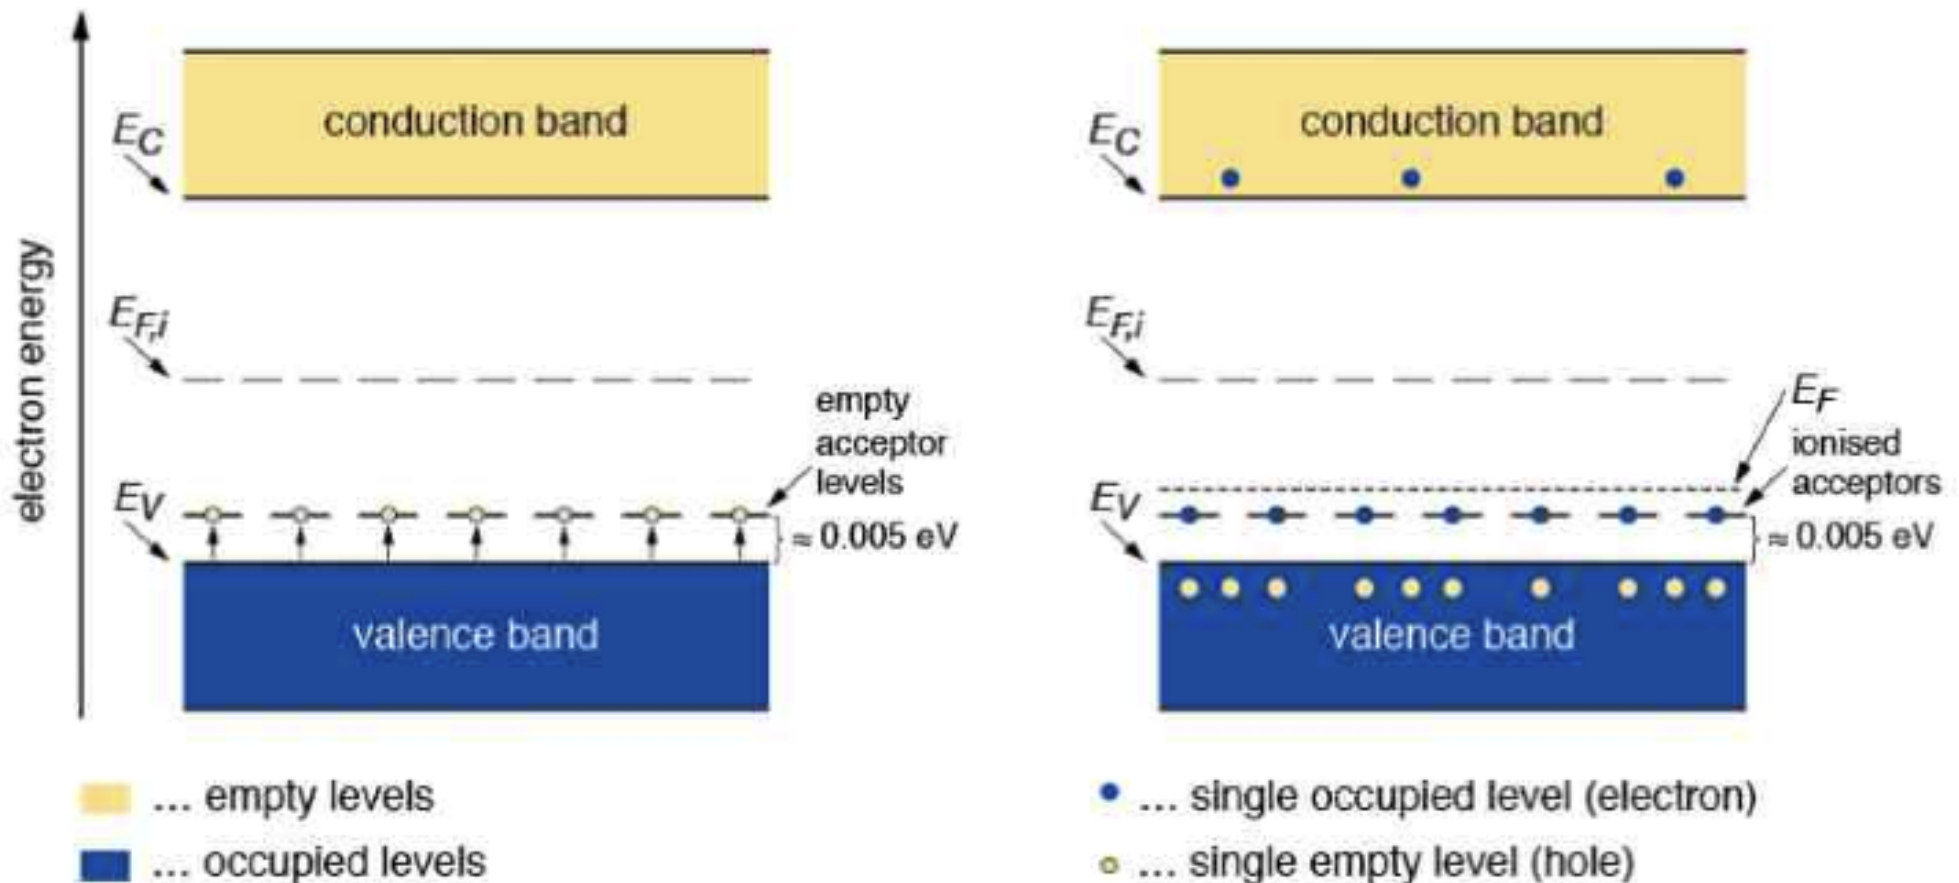 electron energy
E_C
conduction band
E_F,i
empty
acceptor
levels
E_V
≈ 0.005 eV
valence band
E_C
conduction band
E_F,i
E_F
ionised
acceptors
E_V
≈ 0.005 eV
valence band
... empty levels
... occupied levels
... single occupied level (electron)
... single empty level (hole)